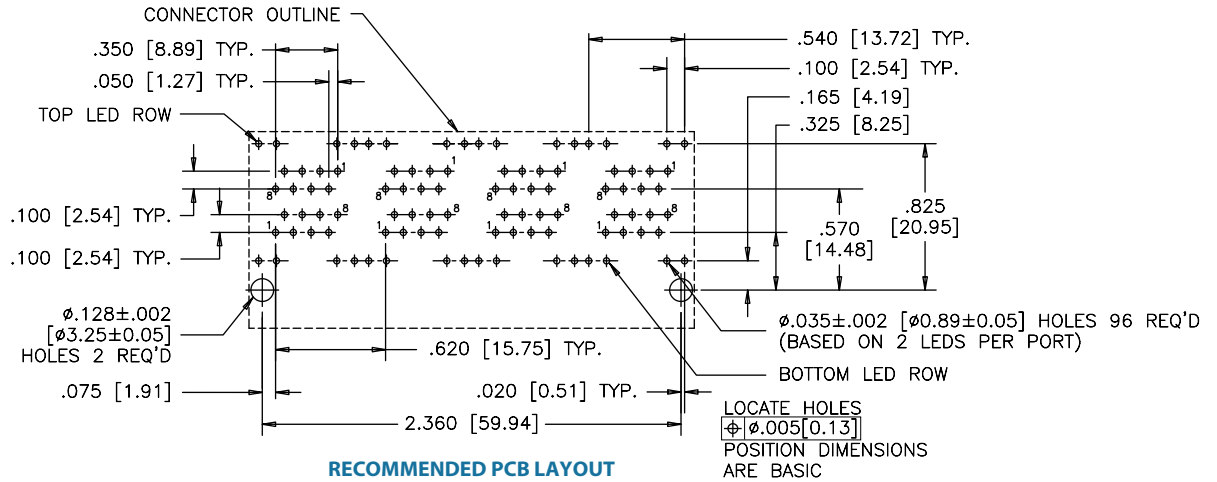 CONNECTOR OUTLINE
.350 [8.89] TYP.
.050 [1.27] TYP.
TOP LED ROW
.540 [13.72] TYP.
.100 [2.54] TYP.
.165 [4.19]
.325 [8.25]
1 1 1 1
8 8 8 8
8 8 8 8
1 1 1 1
.100 [2.54] TYP.
.100 [2.54] TYP.
.570
[14.48]
.825
[20.95]
ø.128±.002
[ø3.25±0.05]
HOLES 2 REQ'D
ø.035±.002 [ø0.89±0.05] HOLES 96 REQ'D
(BASED ON 2 LEDS PER PORT)
.620 [15.75] TYP.
BOTTOM LED ROW
.075 [1.91]
.020 [0.51] TYP.
2.360 [59.94]
LOCATE HOLES
⌖ ø.005[0.13]
POSITION DIMENSIONS
ARE BASIC
RECOMMENDED PCB LAYOUT